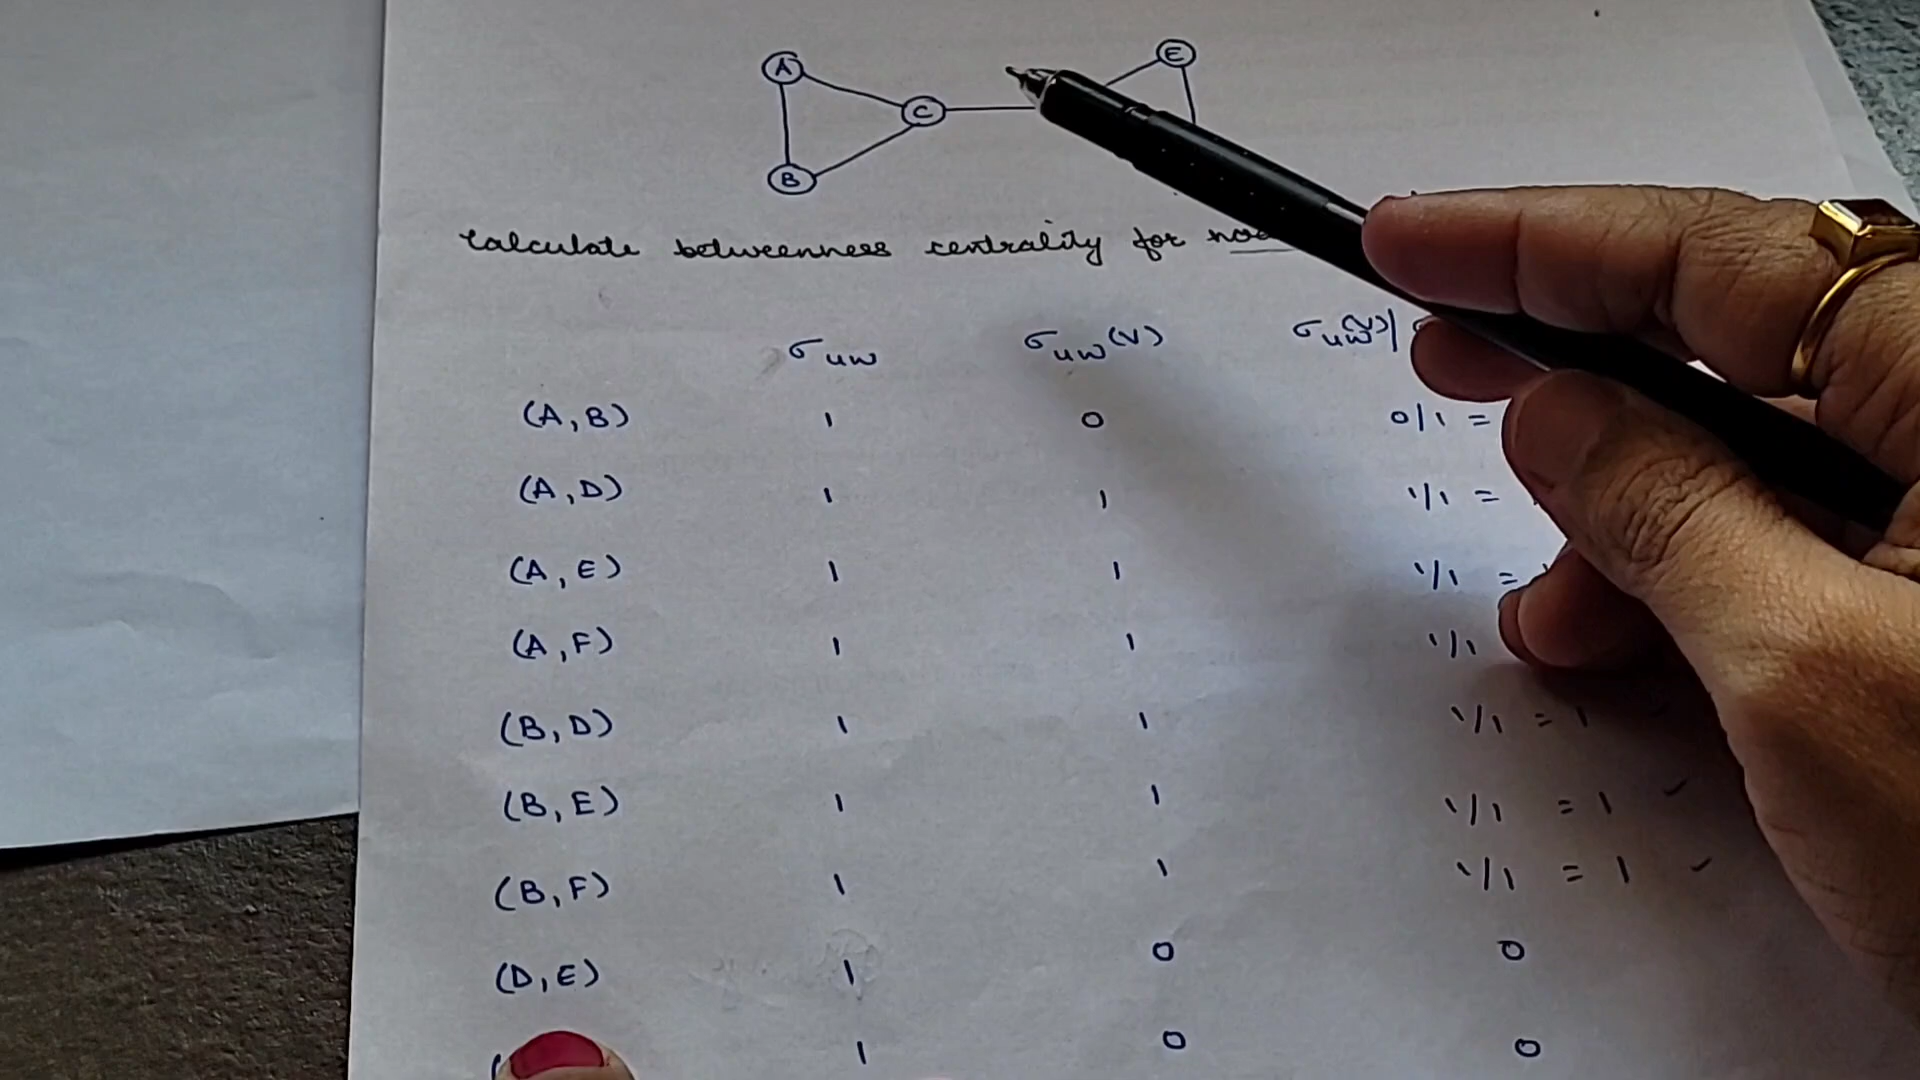 A E
C
B
Calculate betweenness centrality for
σuw σuw(v) σuw(v)|
(A,B) 1 0 0/1 =
(A,D) 1 1 1/1 =
(A,E) 1 1 1/1 =
(A,F) 1 1 1/1
(B,D) 1 1 1/1 = 1
(B,E) 1 1 1/1 = 1 ✓
(B,F) 1 1 1/1 = 1 ✓
(D,E) 1 0 0
( 1 0 0